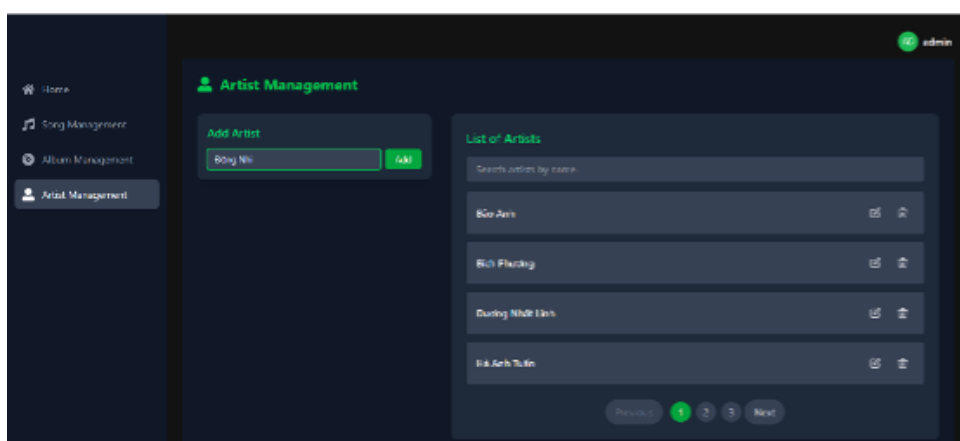 admin
Home
Song Management
Album Management
Artist Management
Artist Management
Add Artist
Đông Nhi
Add
List of Artists
Search artists by name...
Bảo Anh
Bích Phương
Dương Nhất Linh
Hà Anh Tuấn
Previous 1 2 3 Next